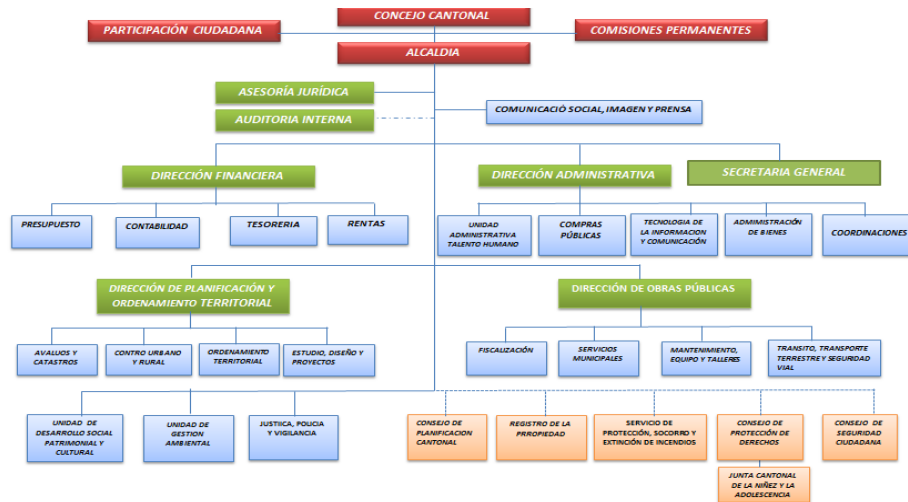 CONCEJO CANTONAL
PARTICIPACIÓN CIUDADANA
COMISIONES PERMANENTES
ALCALDIA
ASESORÍA JURÍDICA
COMUNICACIÓ SOCIAL, IMAGEN Y PRENSA
AUDITORIA INTERNA
DIRECCIÓN FINANCIERA
DIRECCIÓN ADMINISTRATIVA
SECRETARIA GENERAL
PRESUPUESTO
CONTABILIDAD
TESORERIA
RENTAS
UNIDAD
ADMINISTRATIVA
TALENTO HUMANO
COMPRAS
PÚBLICAS
TECNOLOGIA DE
LA INFORMACION
Y COMUNICACIÓN
ADMIMISTRACIÓN
DE BIENES
COORDINACIONES
DIRECCIÓN DE PLANIFICACIÓN Y
ORDENAMIENTO TERRITORIAL
DIRECCIÓN DE OBRAS PÚBLICAS
AVALUOS Y
CATASTROS
CONTRO URBANO
Y RURAL
ORDENAMIENTO
TERRITORIAL
ESTUDIO, DISEÑO Y
PROYECTOS
FISCALIZACIÓN
SERVICIOS
MUNICIPALES
MANTENIMIENTO,
EQUIPO Y TALLERES
TRANSITO, TRANSPORTE
TERRESTRE Y SEGURIDAD
VIAL
UNIDAD DE
DESARROLLO SOCIAL
PATRIMONIAL Y
CULTURAL
UNIDAD DE
GESTION
AMBIENTAL
JUSTIICA, POLICIA
Y VIGILANCIA
CONSEJO DE
PLANIFICACION
CANTONAL
REGISTRO DE LA
PRROPIEDAD
SERVICIO DE
PROTECCIÓN, SOCORRO Y
EXTINCIÓN DE INCENDIOS
CONSEJO DE
PROTECCIÓN DE
DERECHOS
CONSEJO DE
SEGURIDAD
CIUDADANA
JUNTA CANTONAL
DE LA NIÑEZ Y LA
ADOLESCENCIA